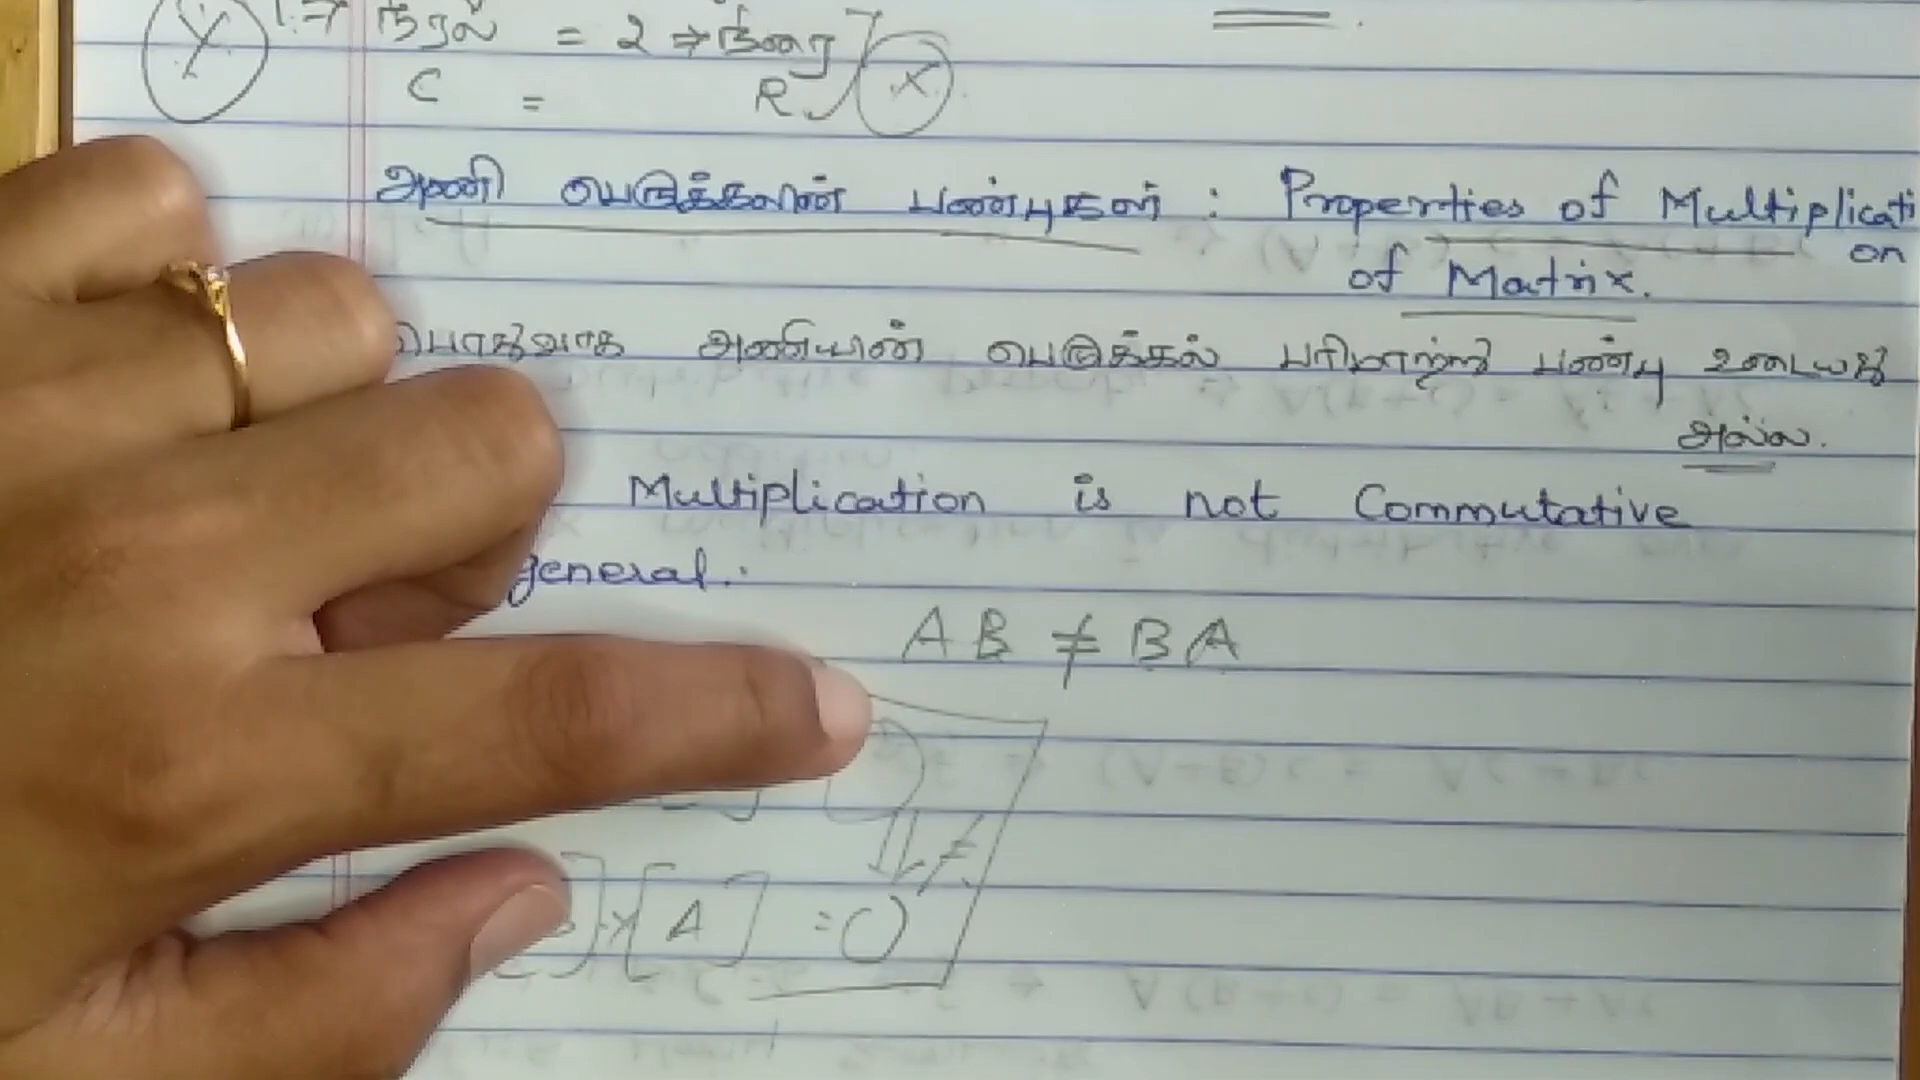 1 → நிரல் = 2 → நிரை
Y C = R X
அணி பெருக்கலின் பண்புகள் : Properties of Multiplication
of Matrix.
பொதுவாக அணியின் பெருக்கல் பரிமாற்று பண்பு உடையது
அல்ல.
Multiplication is not Commutative
general.
AB ≠ BA
≠
] × [ A ] = ( )